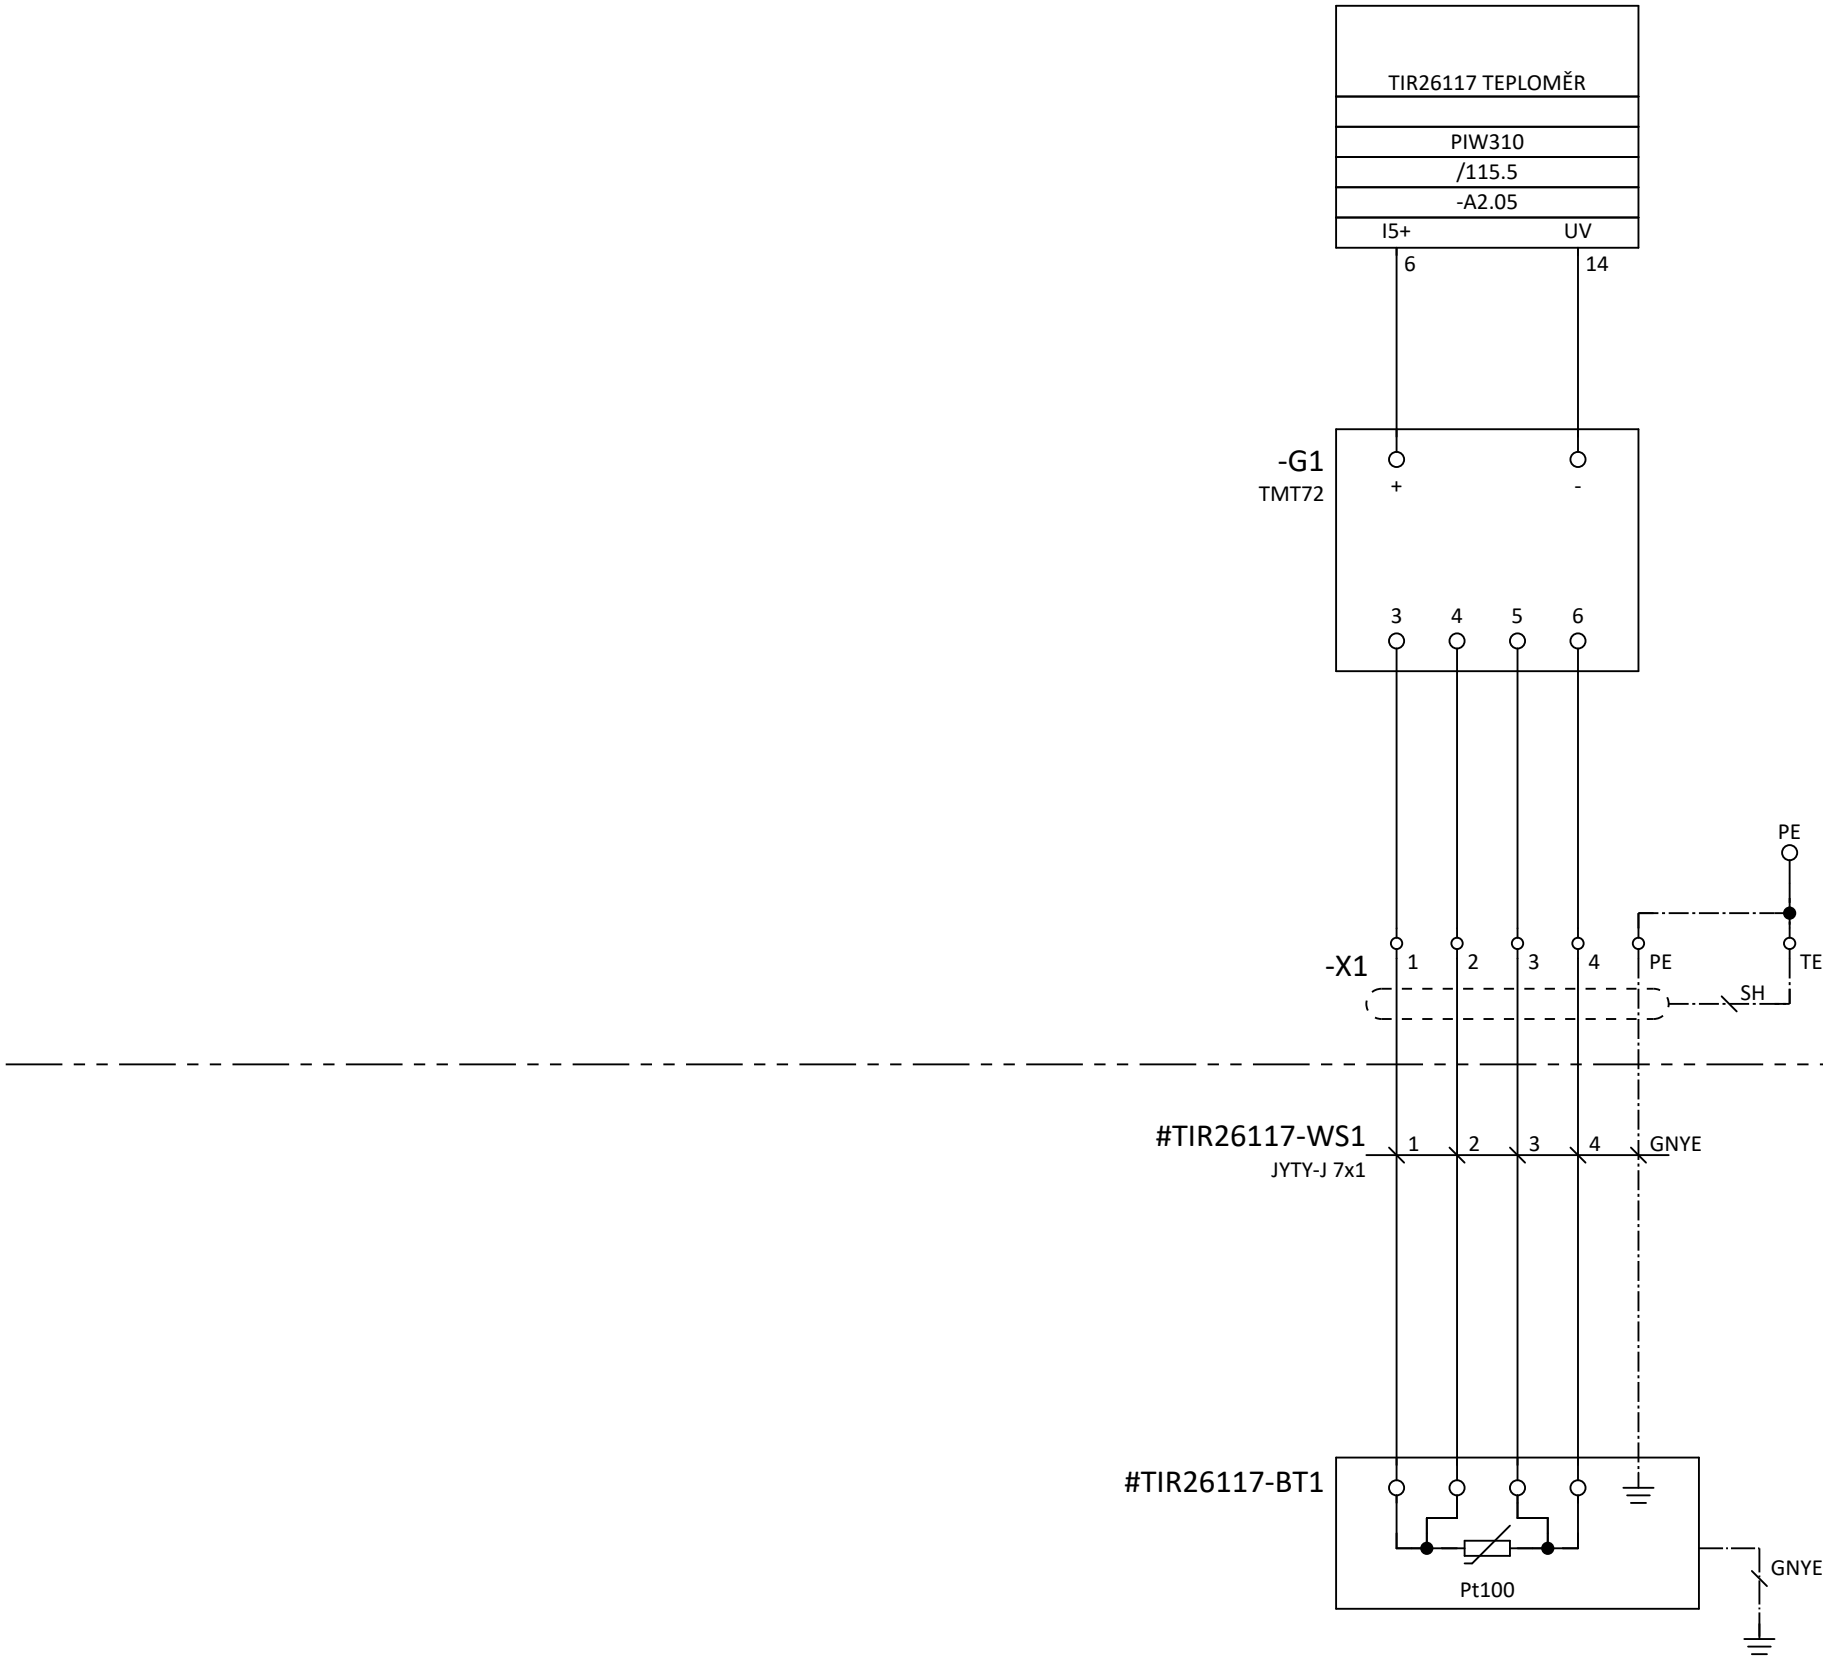 TIR26117 TEPLOMĚR
PIW310
/115.5
-A2.05
I5+ UV
6 14
-G1
TMT72
+ -
3 4 5 6
PE
-X1 1 2 3 4 PE TE
SH
#TIR26117-WS1 1 2 3 4 GNYE
JYTY-J 7x1
#TIR26117-BT1
GNYE
Pt100